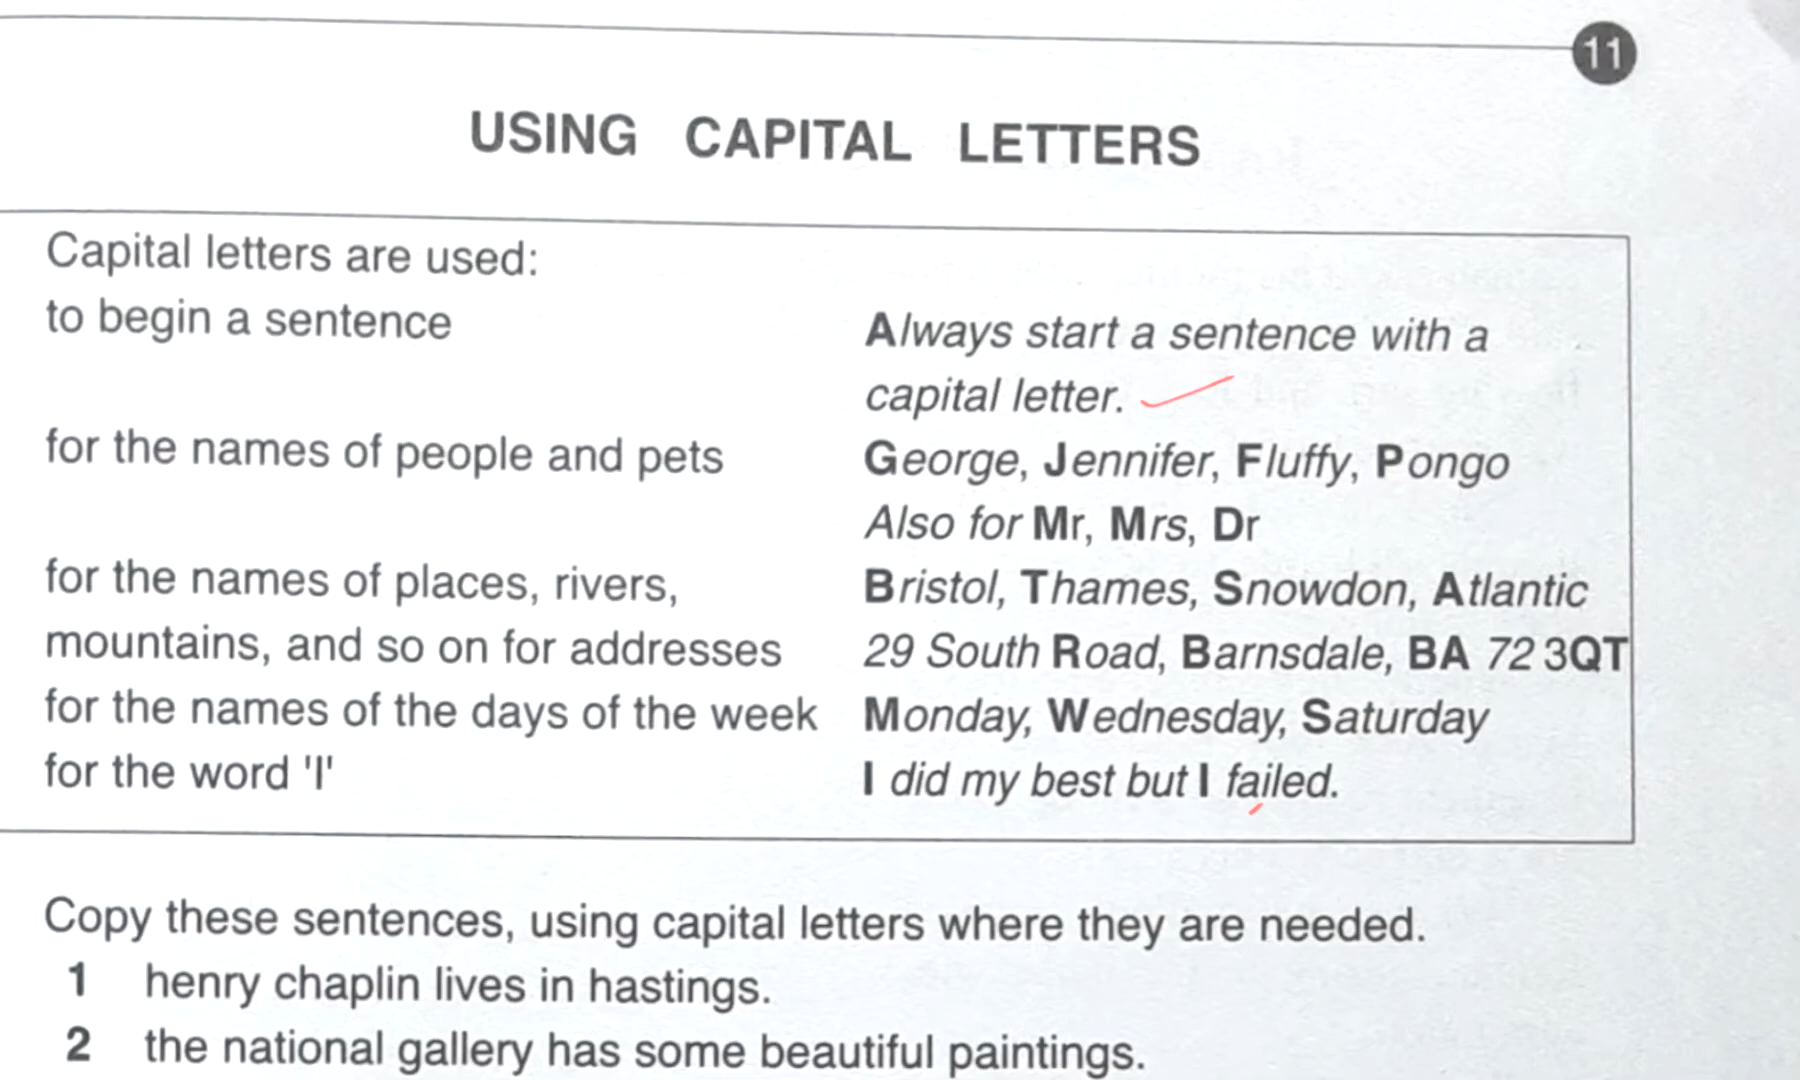 11
USING CAPITAL LETTERS
Capital letters are used:
to begin a sentence Always start a sentence with a
capital letter.
for the names of people and pets George, Jennifer, Fluffy, Pongo
Also for Mr, Mrs, Dr
for the names of places, rivers, Bristol, Thames, Snowdon, Atlantic
mountains, and so on for addresses 29 South Road, Barnsdale, BA 72 3QT
for the names of the days of the week Monday, Wednesday, Saturday
for the word 'I' I did my best but I failed.
Copy these sentences, using capital letters where they are needed.
1 henry chaplin lives in hastings.
2 the national gallery has some beautiful paintings.